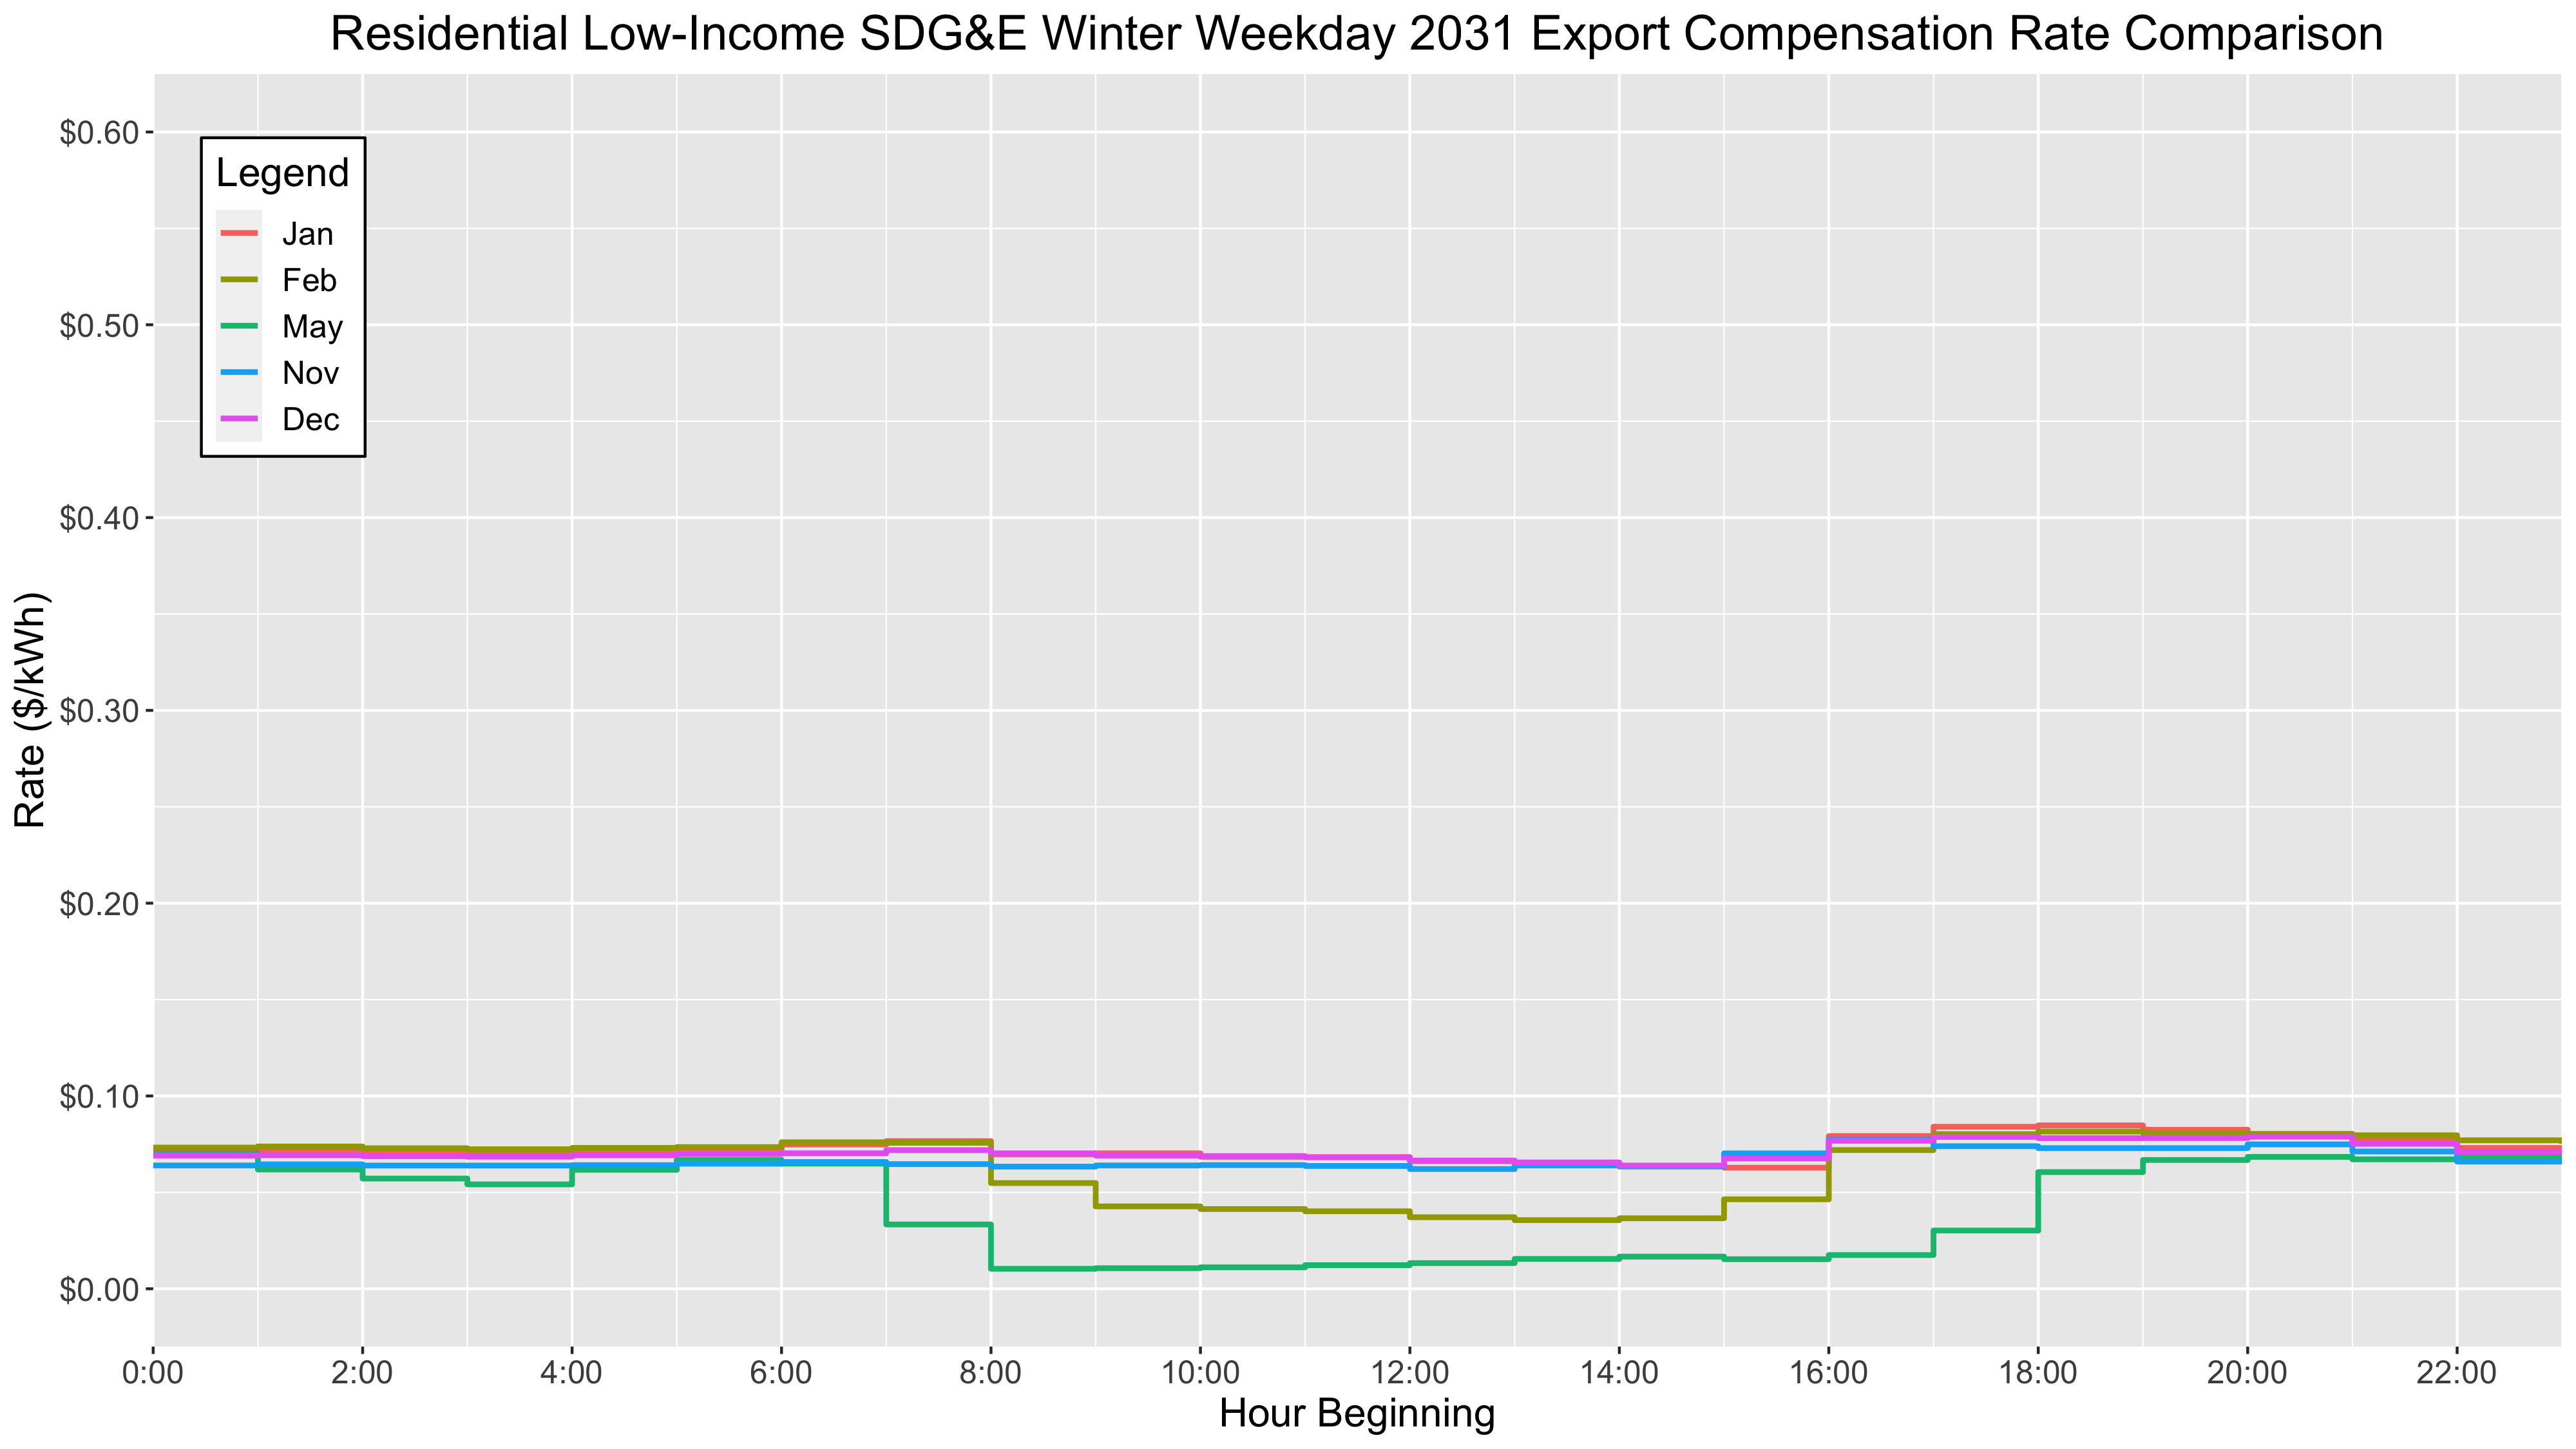 Residential Low-Income SDG&E Winter Weekday 2031 Export Compensation Rate Comparison
$0.60
$0.50
$0.40
$0.30
$0.20
$0.10
$0.00
Rate ($/kWh)
Legend
Jan
Feb
May
Nov
Dec
0:00 2:00 4:00 6:00 8:00 10:00 12:00 14:00 16:00 18:00 20:00 22:00
Hour Beginning